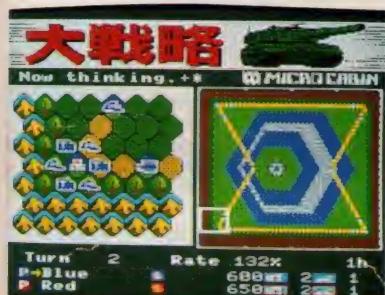 大戦略
Now thinking.+*
MICRO CABIN
Turn 2 Rate 132% 1h
P→Blue 680 2 1
P Red 650 2 1